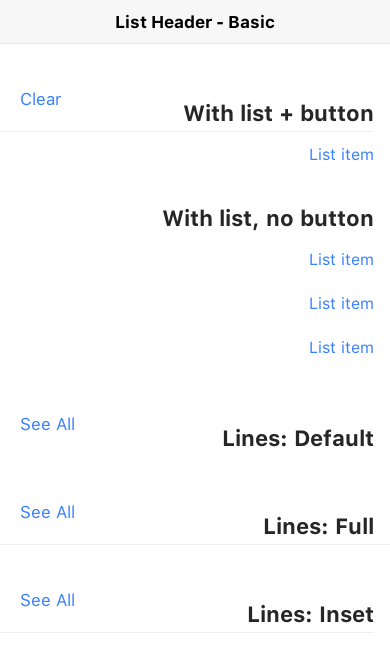 List Header - Basic
With list + button
Clear
List item
With list, no button
List item
List item
List item
Lines: Default
See All
Lines: Full
See All
Lines: Inset
See All